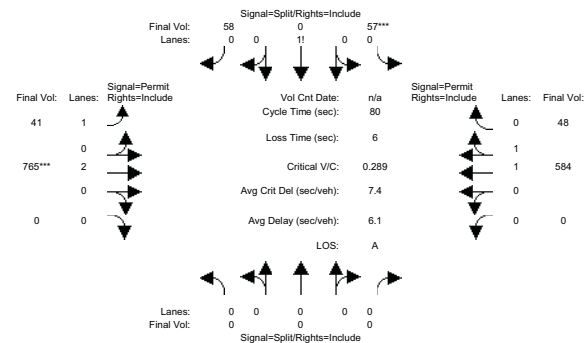 Signal=Split/Rights=Include
Final Vol: 58 0 57***
Lanes: 0 0 1! 0 0
Signal=Permit Signal=Permit
Final Vol: Lanes: Rights=Include Vol Cnt Date: n/a Rights=Include Lanes: Final Vol:
Cycle Time (sec): 80
41 1 0 48
Loss Time (sec): 6
0 1
765*** 2 Critical V/C: 0.289 1 584
0 Avg Crit Del (sec/veh): 7.4 0
0 0 Avg Delay (sec/veh): 6.1 0 0
LOS: A
Lanes: 0 0 0 0 0
Final Vol: 0 0 0
Signal=Split/Rights=Include